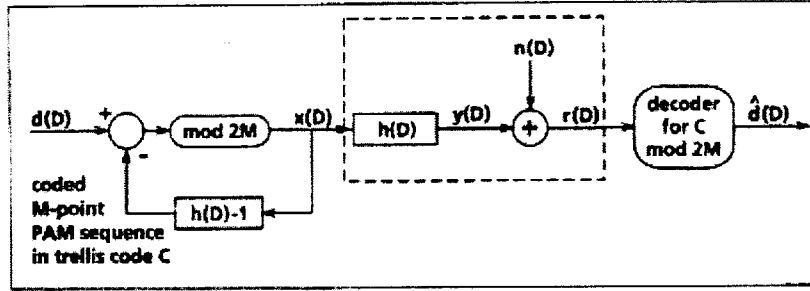 n(D)
d(D)
+
mod 2M
x(D)
h(D)
y(D)
+
r(D)
decoder
for C
mod 2M
d̂(D)
-
h(D)-1
coded
M-point
PAM sequence
in trellis code C